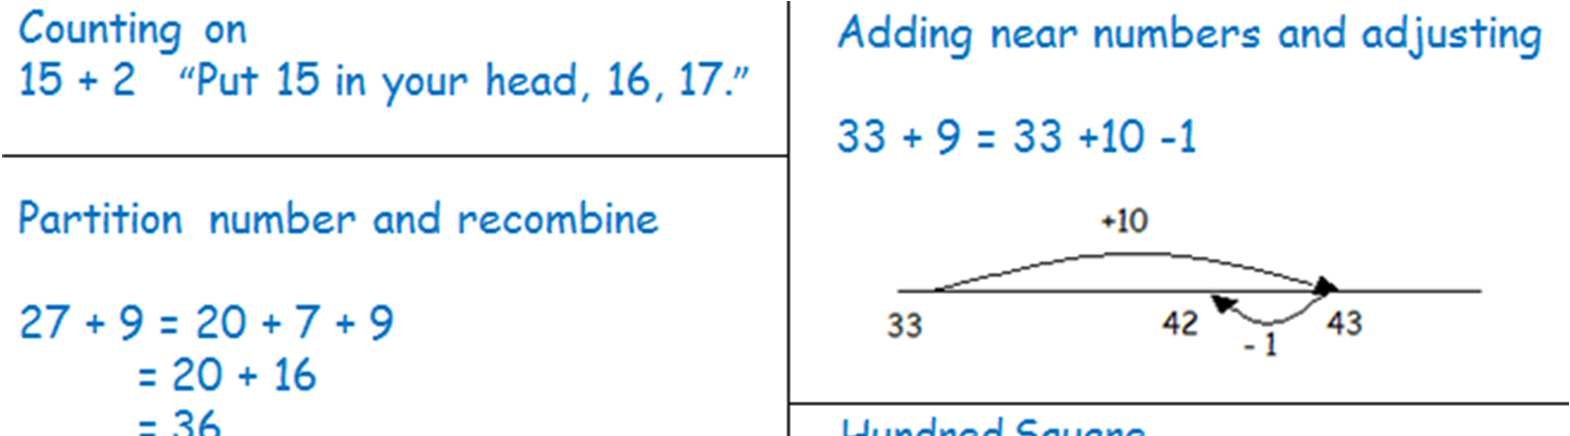 Counting on
15 + 2 “Put 15 in your head, 16, 17.”
Partition number and recombine
27 + 9 = 20 + 7 + 9
= 20 + 16
= 36
Adding near numbers and adjusting
33 + 9 = 33 +10 -1
+10
33 42 43
- 1
Hundred Square